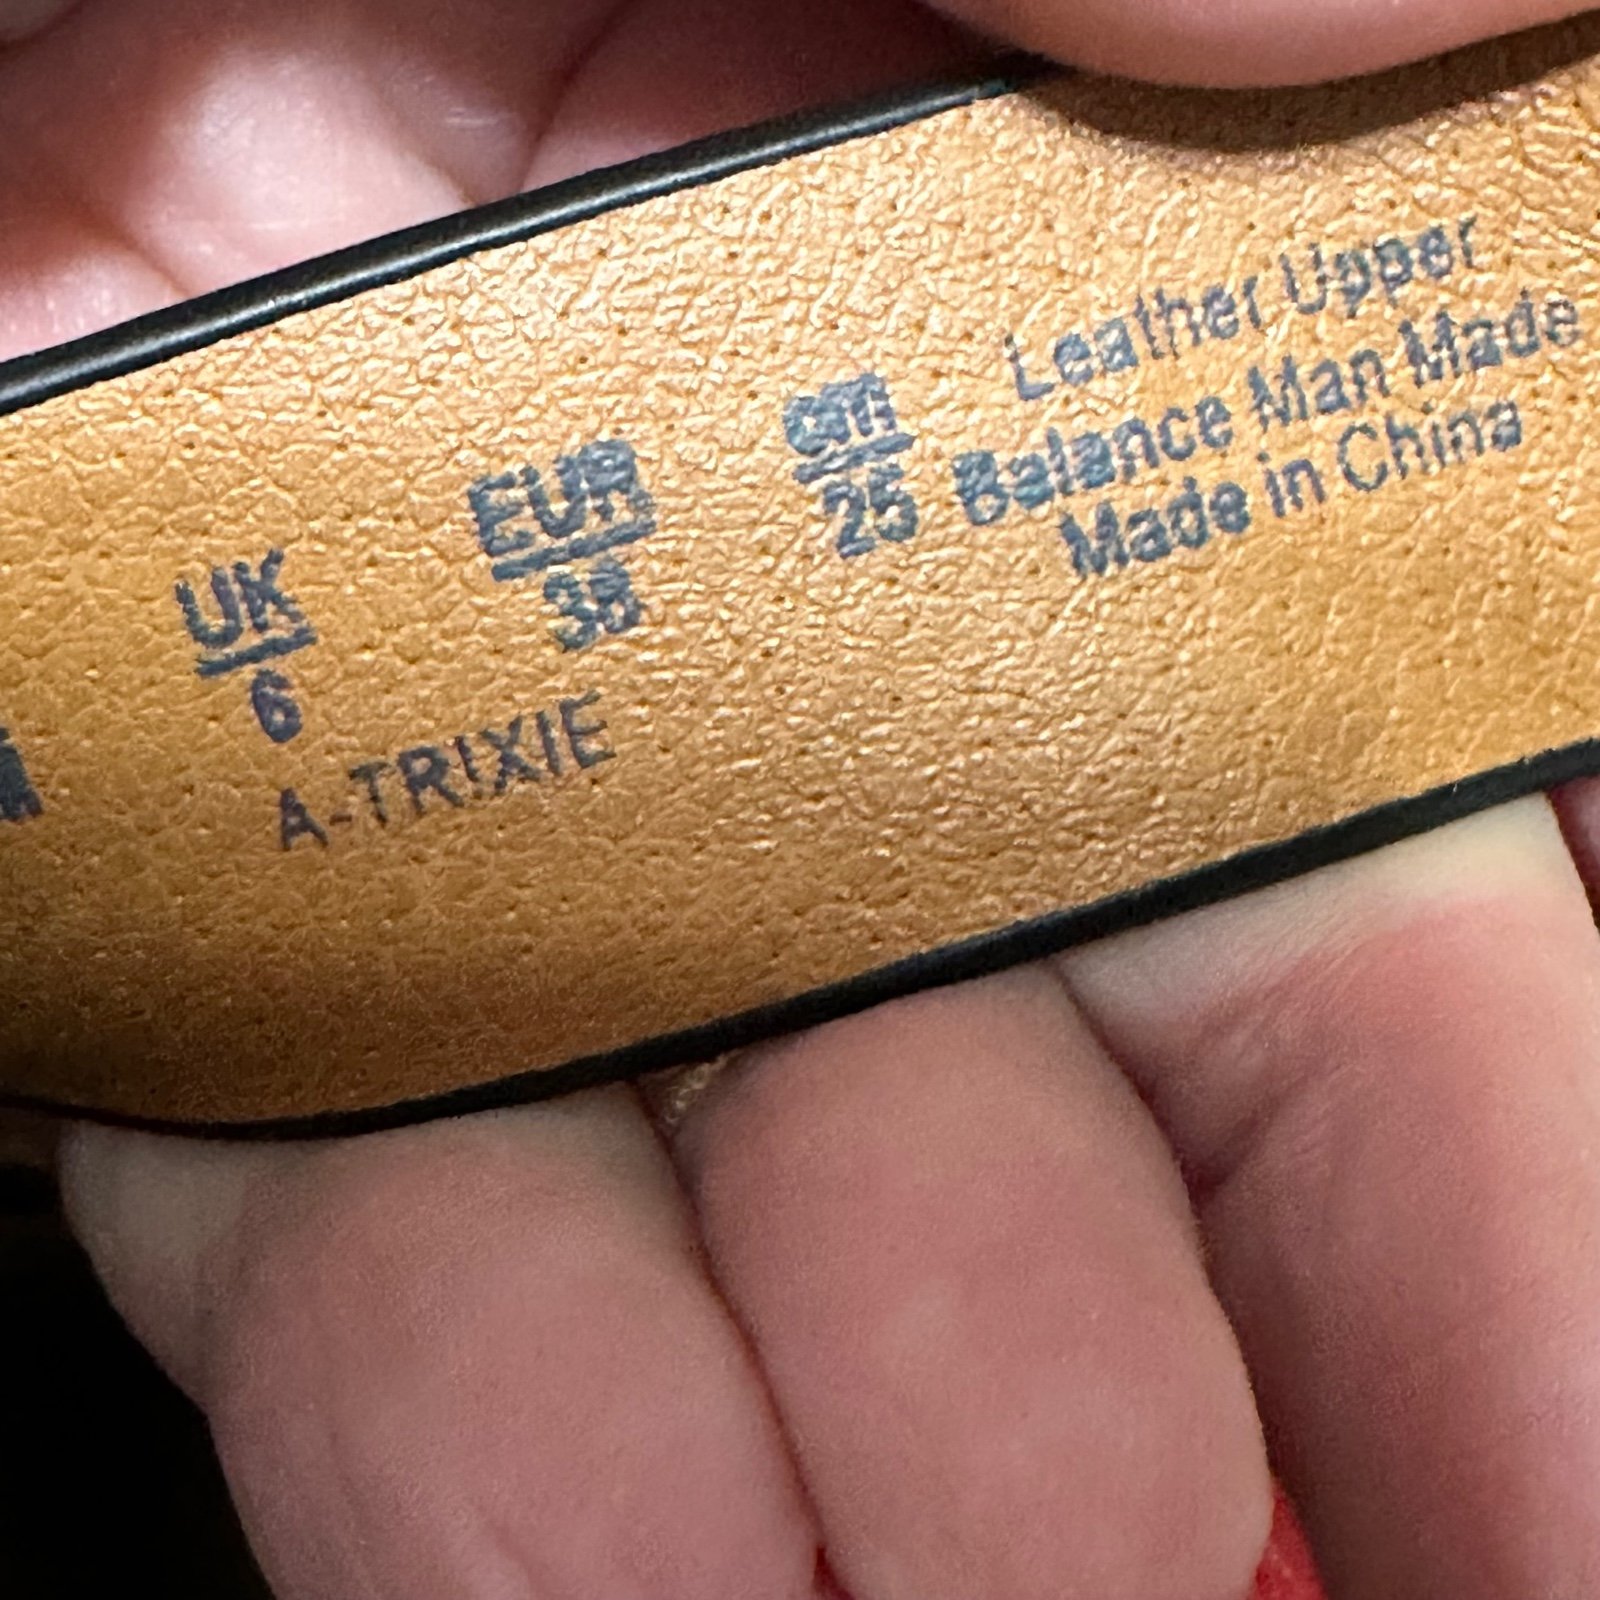 UK EUR cm
6 38 25
A-TRIXIE
Leather Upper
Balance Man Made
Made in China